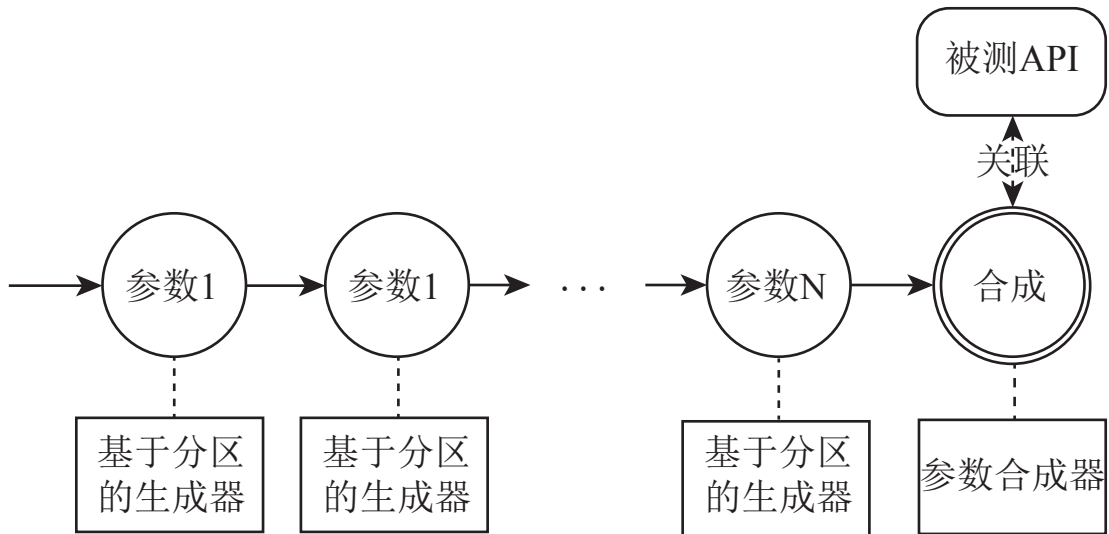 被测API
关联
参数1
参数1
···
参数N
合成
基于分区
的生成器
基于分区
的生成器
基于分区
的生成器
参数合成器